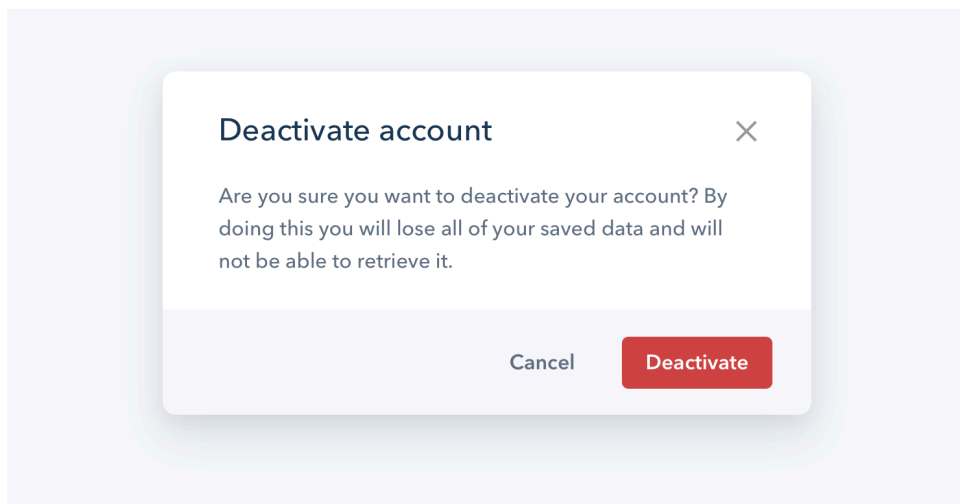 Deactivate account
Are you sure you want to deactivate your account? By
doing this you will lose all of your saved data and will
not be able to retrieve it.
Cancel
Deactivate